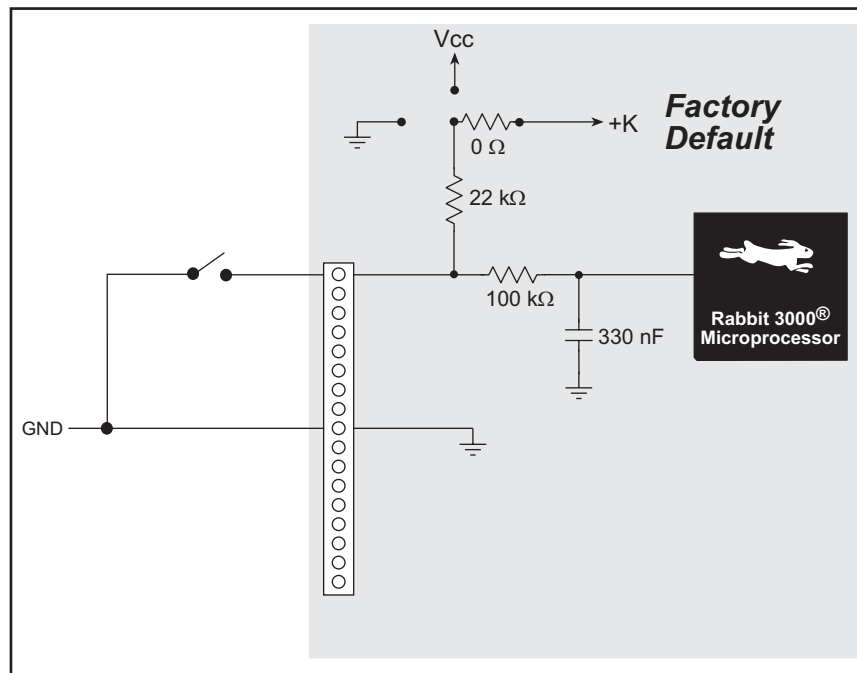 Vcc
+K
Factory
Default
0 Ω
22 kΩ
100 kΩ
330 nF
Rabbit 3000®
Microprocessor
GND